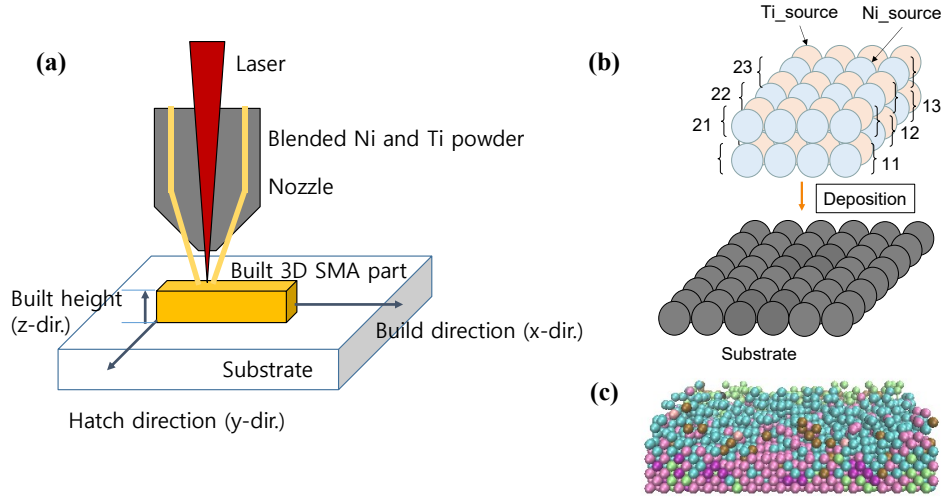 (a)
Laser
Blended Ni and Ti powder
Nozzle
Built 3D SMA part
Built height
(z-dir.)
Build direction (x-dir.)
Substrate
Hatch direction (y-dir.)
(b)
Ti_source
Ni_source
23
22
21
13
12
11
Deposition
Substrate
(c)